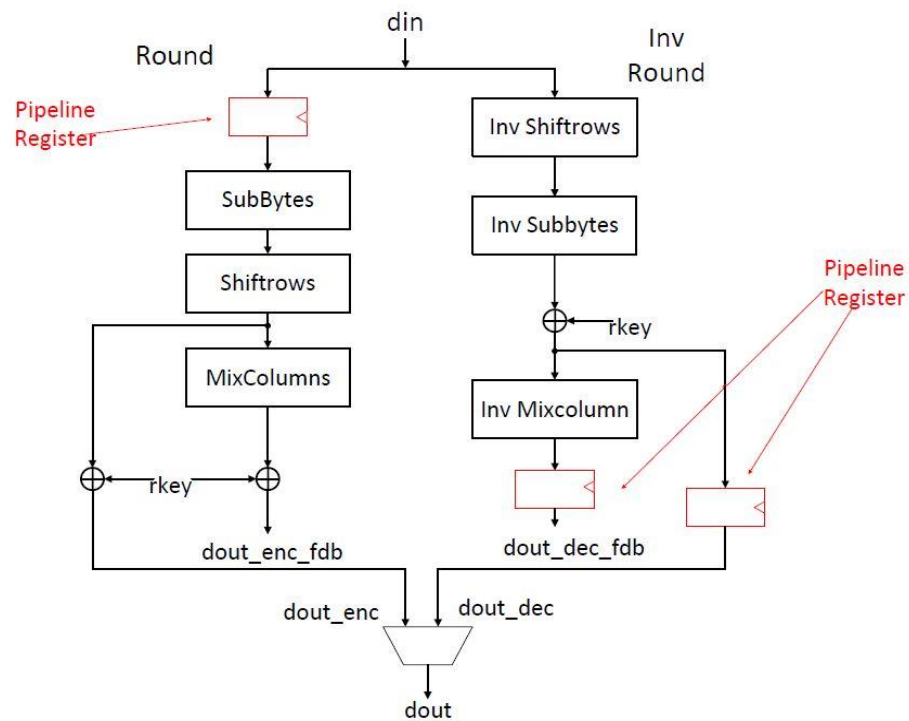 din
Round
Inv
Round
Pipeline
Register
Inv Shiftrows
SubBytes
Inv Subbytes
Shiftrows
Pipeline
Register
rkey
MixColumns
Inv Mixcolumn
rkey
dout_enc_fdb
dout_dec_fdb
dout_enc
dout_dec
dout